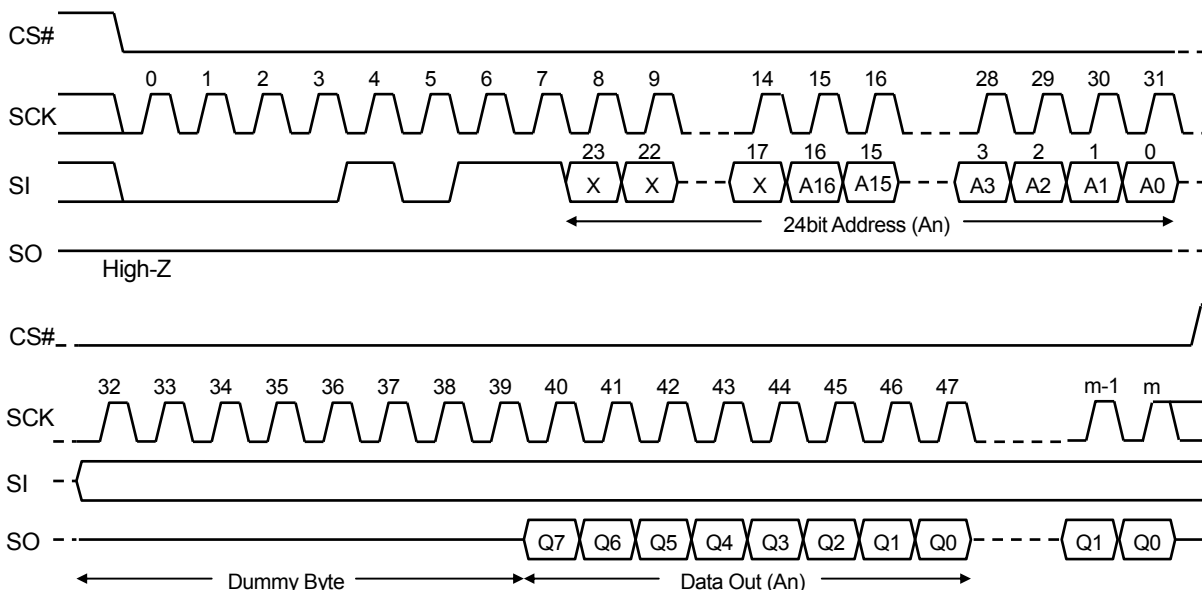 CS#
0 1 2 3 4 5 6 7 8 9 14 15 16 28 29 30 31
SCK
23 22 17 16 15 3 2 1 0
SI X X X A16 A15 A3 A2 A1 A0
24bit Address (An)
SO
High-Z
CS#
32 33 34 35 36 37 38 39 40 41 42 43 44 45 46 47 m-1 m
SCK
SI
SO Q7 Q6 Q5 Q4 Q3 Q2 Q1 Q0 Q1 Q0
Dummy Byte Data Out (An)